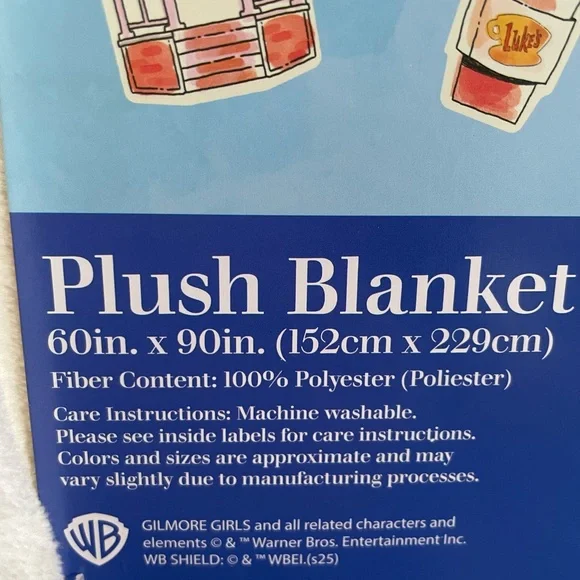 LUKE'S
Plush Blanket
60in. x 90in. (152cm x 229cm)
Fiber Content: 100% Polyester (Poliester)
Care Instructions: Machine washable.
Please see inside labels for care instructions.
Colors and sizes are approximate and may
vary slightly due to manufacturing processes.
WB
GILMORE GIRLS and all related characters and
elements © & ™ Warner Bros. Entertainment Inc.
WB SHIELD: © & ™ WBEI.(s25)